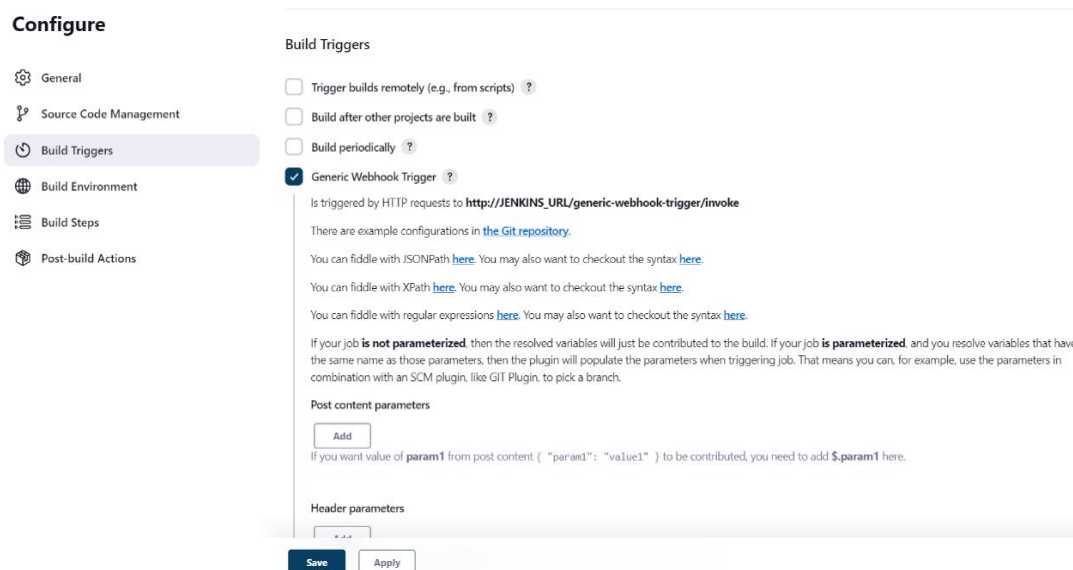 Configure
General
Source Code Management
Build Triggers
Build Environment
Build Steps
Post-build Actions
Build Triggers
Trigger builds remotely (e.g., from scripts) ?
Build after other projects are built ?
Build periodically ?
Generic Webhook Trigger ?
Is triggered by HTTP requests to http://JENKINS_URL/generic-webhook-trigger/invoke
There are example configurations in the Git repository.
You can fiddle with JSONPath here. You may also want to checkout the syntax here.
You can fiddle with XPath here. You may also want to checkout the syntax here.
You can fiddle with regular expressions here. You may also want to checkout the syntax here.
If your job is not parameterized, then the resolved variables will just be contributed to the build. If your job is parameterized, and you resolve variables that have
the same name as those parameters, then the plugin will populate the parameters when triggering job. That means you can, for example, use the parameters in
combination with an SCM plugin, like GIT Plugin, to pick a branch.
Post content parameters
Add
If you want value of param1 from post content { "param1": "value1" } to be contributed, you need to add $.param1 here.
Header parameters
Add
Save Apply